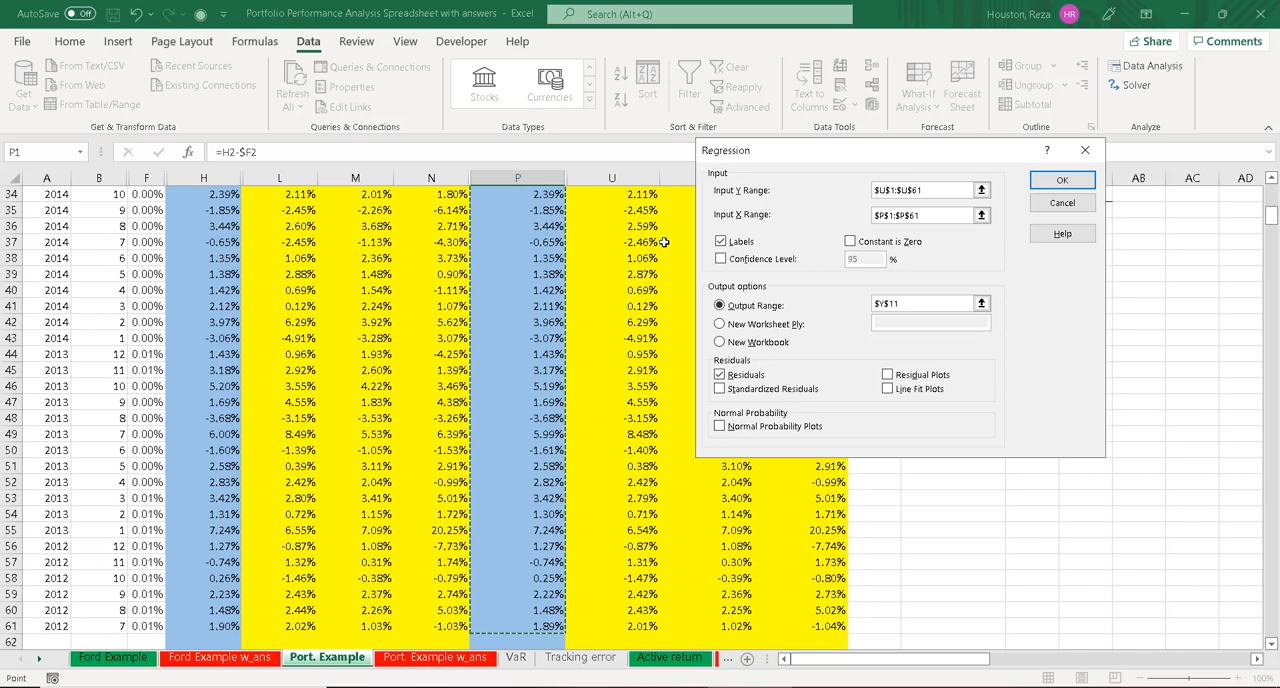 AutoSave Off Portfolio Performance Analysis Spreadsheet with answers - Excel Search (Alt+Q) Houston, Reza HR
File Home Insert Page Layout Formulas Data Review View Developer Help Share Comments
Get Data
From Text/CSV
From Web
From Table/Range
Recent Sources
Existing Connections
Get & Transform Data
Refresh All
Queries & Connections
Properties
Edit Links
Queries & Connections
Stocks Currencies
Data Types
Sort Filter
Clear
Reapply
Advanced
Sort & Filter
Text to Columns
Data Tools
What-If Analysis
Forecast Sheet
Forecast
Group
Ungroup
Subtotal
Outline
Data Analysis
Solver
Analyze
P1 fx =H2-$F2
A B F H L M N P U AB AC AD
34 2014 10 0.00% 2.39% 2.11% 2.01% 1.80% 2.39% 2.11%
35 2014 9 0.00% -1.85% -2.45% -2.26% -6.14% -1.85% -2.45%
36 2014 8 0.00% 3.44% 2.60% 3.68% 2.71% 3.44% 2.59%
37 2014 7 0.00% -0.65% -2.45% -1.13% -4.30% -0.65% -2.46%
38 2014 6 0.00% 1.35% 1.06% 2.36% 3.73% 1.35% 1.06%
39 2014 5 0.00% 1.38% 2.88% 1.48% 0.90% 1.38% 2.87%
40 2014 4 0.00% 1.42% 0.69% 1.54% -1.11% 1.42% 0.69%
41 2014 3 0.00% 2.12% 0.12% 2.24% 1.07% 2.11% 0.12%
42 2014 2 0.00% 3.97% 6.29% 3.92% 5.62% 3.96% 6.29%
43 2014 1 0.00% -3.06% -4.91% -3.28% 3.07% -3.07% -4.91%
44 2013 12 0.01% 1.43% 0.96% 1.93% -4.25% 1.43% 0.95%
45 2013 11 0.01% 3.18% 2.92% 2.60% 1.39% 3.17% 2.91%
46 2013 10 0.00% 5.20% 3.55% 4.22% 3.46% 5.19% 3.55%
47 2013 9 0.00% 1.69% 4.55% 1.83% 4.38% 1.69% 4.55%
48 2013 8 0.00% -3.68% -3.15% -3.53% -3.26% -3.68% -3.15%
49 2013 7 0.00% 6.00% 8.49% 5.53% 6.39% 5.99% 8.48%
50 2013 6 0.00% -1.60% -1.39% -1.05% -1.53% -1.61% -1.40%
51 2013 5 0.00% 2.58% 0.39% 3.11% 2.91% 2.58% 0.38% 3.10% 2.91%
52 2013 4 0.00% 2.83% 2.42% 2.04% -0.99% 2.82% 2.42% 2.04% -0.99%
53 2013 3 0.01% 3.42% 2.80% 3.41% 5.01% 3.42% 2.79% 3.40% 5.01%
54 2013 2 0.01% 1.31% 0.72% 1.15% 1.72% 1.30% 0.71% 1.14% 1.71%
55 2013 1 0.01% 7.24% 6.55% 7.09% 20.25% 7.24% 6.54% 7.09% 20.25%
56 2012 12 0.01% 1.27% -0.87% 1.08% -7.73% 1.27% -0.87% 1.08% -7.74%
57 2012 11 0.01% -0.74% 1.32% 0.31% 1.74% -0.74% 1.31% 0.30% 1.73%
58 2012 10 0.01% 0.26% -1.46% -0.38% -0.79% 0.25% -1.47% -0.39% -0.80%
59 2012 9 0.01% 2.23% 2.43% 2.37% 2.74% 2.22% 2.42% 2.36% 2.73%
60 2012 8 0.01% 1.48% 2.44% 2.26% 5.03% 1.48% 2.43% 2.25% 5.02%
61 2012 7 0.01% 1.90% 2.02% 1.03% -1.03% 1.89% 2.01% 1.02% -1.04%
62
Regression ?
Input
Input Y Range: $U$1:$U$61 OK
Input X Range: $P$1:$P$61 Cancel
Labels Constant is Zero Help
Confidence Level: 95 %
Output options
Output Range: $Y$11
New Worksheet Ply:
New Workbook
Residuals
Residuals Residual Plots
Standardized Residuals Line Fit Plots
Normal Probability
Normal Probability Plots
Ford Example Ford Example w_ans Port. Example Port. Example w_ans VaR Tracking error Active return ...
Point 100%